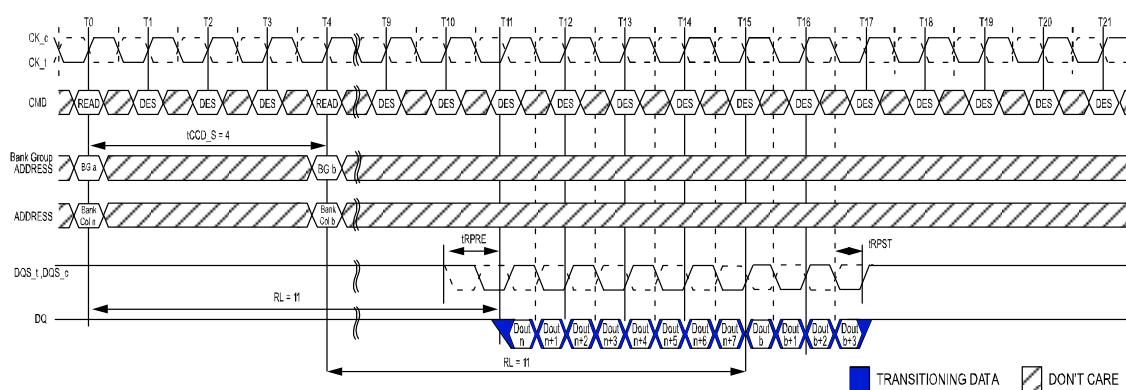 T0 T1 T2 T3 T4 T9 T10 T11 T12 T13 T14 T15 T16 T17 T18 T19 T20 T21
CK_c
CK_t
CMD READ DES DES DES READ DES DES DES DES DES DES DES DES DES DES DES DES DES
tCCD_S = 4
Bank Group
ADDRESS BG a BG b
ADDRESS Bank Col n Bank Col b
tRPRE tRPST
DQS_t ,DQS_c
RL = 11
DQ Dout n Dout n+1 Dout n+2 Dout n+3 Dout n+4 Dout n+5 Dout n+6 Dout n+7 Dout b Dout b+1 Dout b+2 Dout b+3
RL = 11
TRANSITIONING DATA DON'T CARE